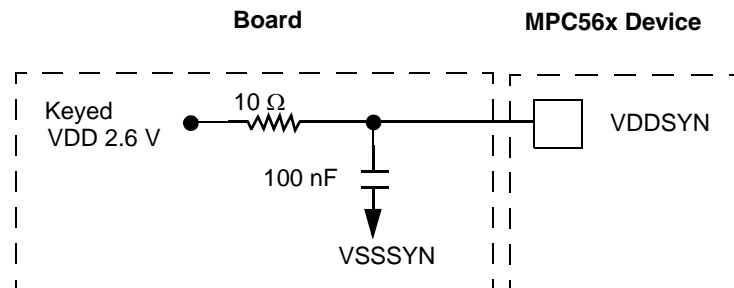 Board
MPC56x Device
Keyed
VDD 2.6 V
10 Ω
VDDSYN
100 nF
VSSSYN